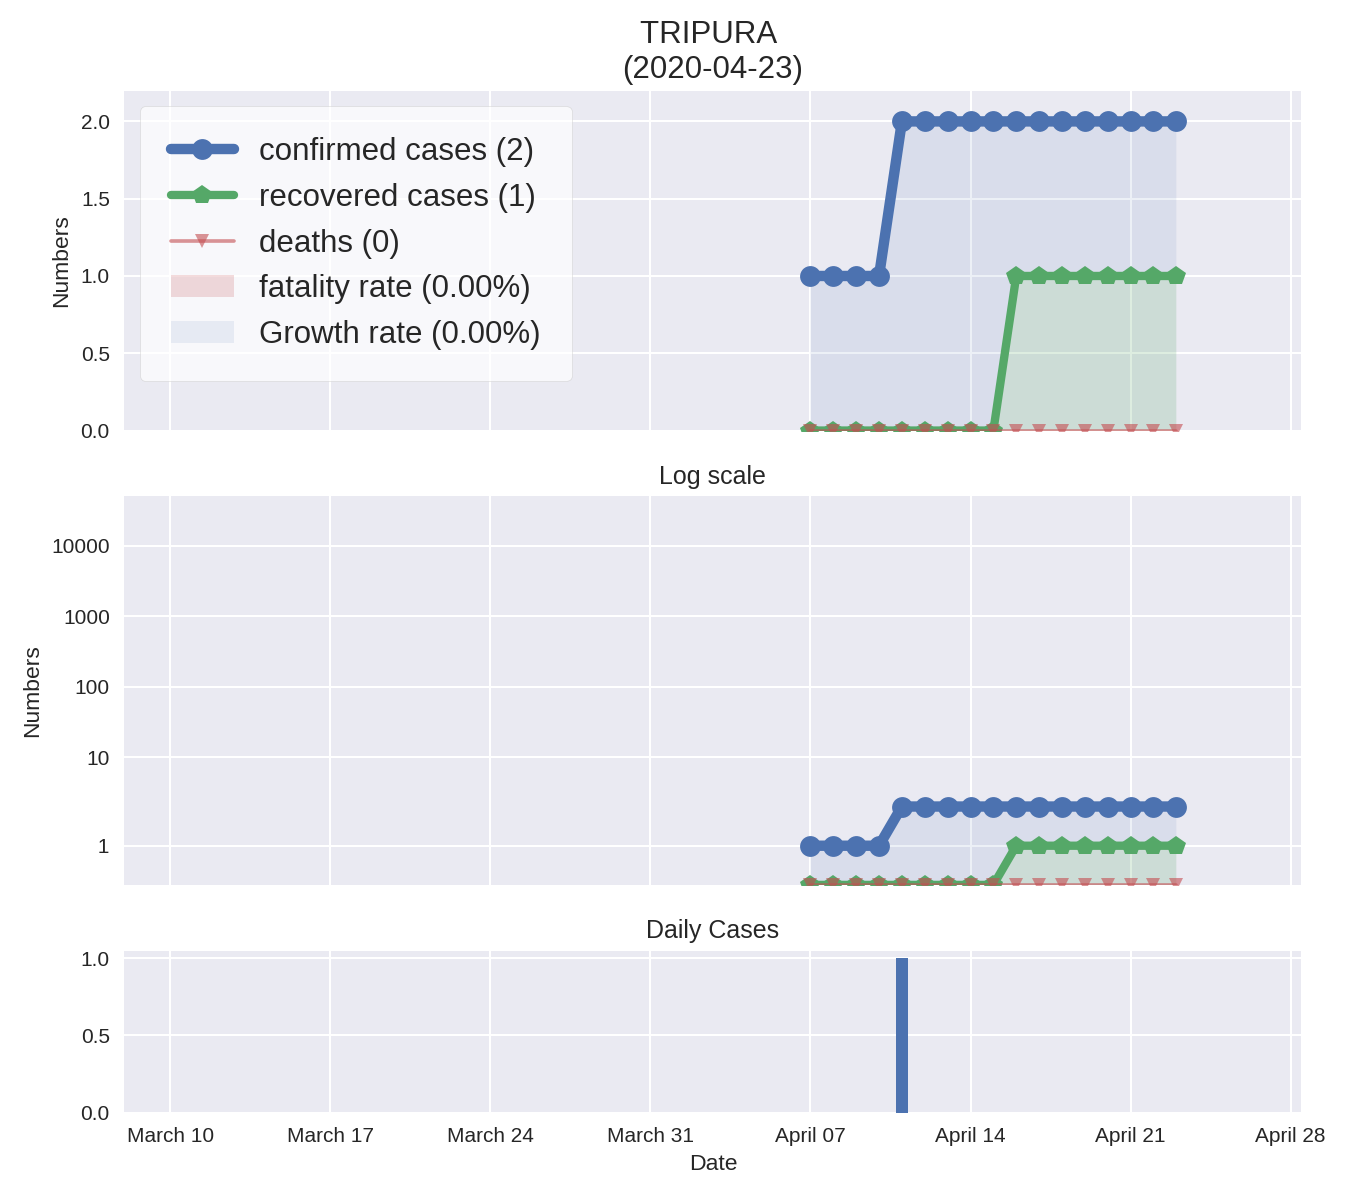 TRIPURA
(2020-04-23)
2.0
1.5
1.0
0.5
0.0
Numbers
confirmed cases (2)
recovered cases (1)
deaths (0)
fatality rate (0.00%)
Growth rate (0.00%)
Log scale
10000
1000
100
10
1
Numbers
Daily Cases
1.0
0.5
0.0
March 10 March 17 March 24 March 31 April 07 April 14 April 21 April 28
Date